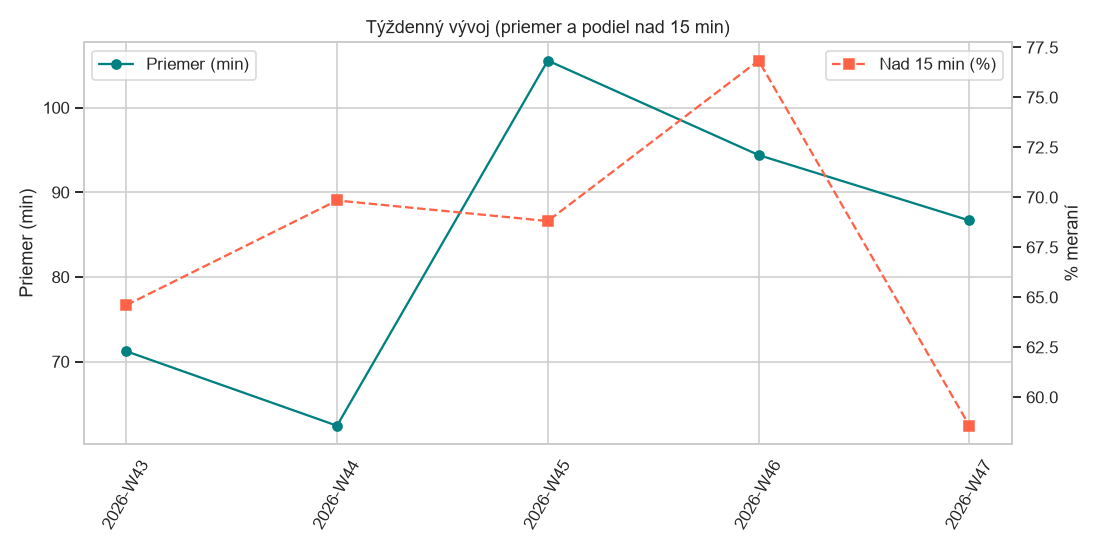 Týždenný vývoj (priemer a podiel nad 15 min)
Priemer (min)
Nad 15 min (%)
Priemer (min)
100
90
80
70
% meraní
77.5
75.0
72.5
70.0
67.5
65.0
62.5
60.0
2026-W43
2026-W44
2026-W45
2026-W46
2026-W47